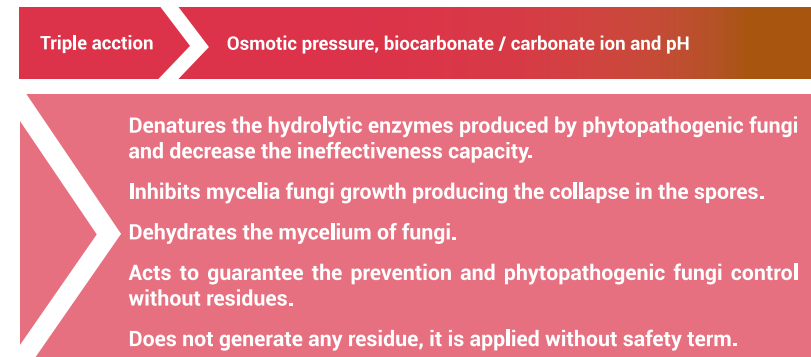 Triple acction
Osmotic pressure, biocarbonate / carbonate ion and pH
Denatures the hydrolytic enzymes produced by phytopathogenic fungi
and decrease the ineffectiveness capacity.
Inhibits mycelia fungi growth producing the collapse in the spores.
Dehydrates the mycelium of fungi.
Acts to guarantee the prevention and phytopathogenic fungi control
without residues.
Does not generate any residue, it is applied without safety term.